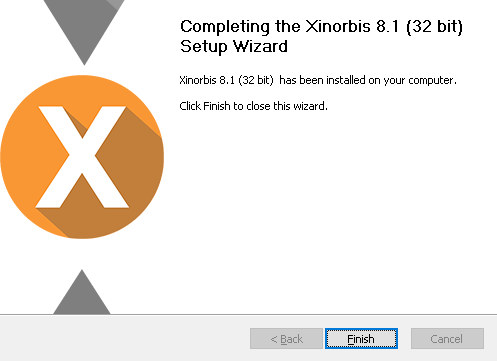 Completing the Xinorbis 8.1 (32 bit)
Setup Wizard
Xinorbis 8.1 (32 bit)  has been installed on your computer.
Click Finish to close this wizard.
X
< Back
Finish
Cancel